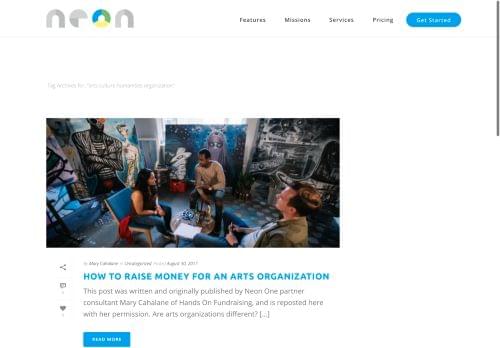 neon
Features Missions Services Pricing Get Started
Tag Archives for: "arts culture humanities organization"
By Mary Cahalane In Uncategorized Posted August 30, 2017
HOW TO RAISE MONEY FOR AN ARTS ORGANIZATION
This post was written and originally published by Neon One partner
consultant Mary Cahalane of Hands On Fundraising, and is reposted here
with her permission. Are arts organizations different? [...]
READ MORE